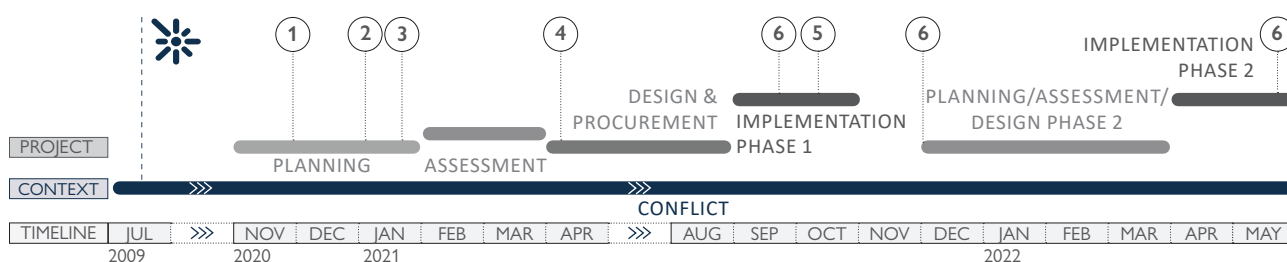 1 2 3 4 6 5 6 6
IMPLEMENTATION
PHASE 2
DESIGN &
PROCUREMENT
IMPLEMENTATION
PHASE 1
PLANNING/ASSESSMENT/
DESIGN PHASE 2
PROJECT
PLANNING
ASSESSMENT
CONTEXT
CONFLICT
TIMELINE JUL NOV DEC JAN FEB MAR APR AUG SEP OCT NOV DEC JAN FEB MAR APR MAY
2009 2020 2021 2022